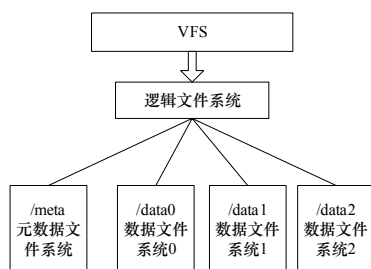 VFS
逻辑文件系统
/meta
元数据文
件系统
/data0
数据文件
系统0
/data1
数据文件
系统1
/data2
数据文件
系统2